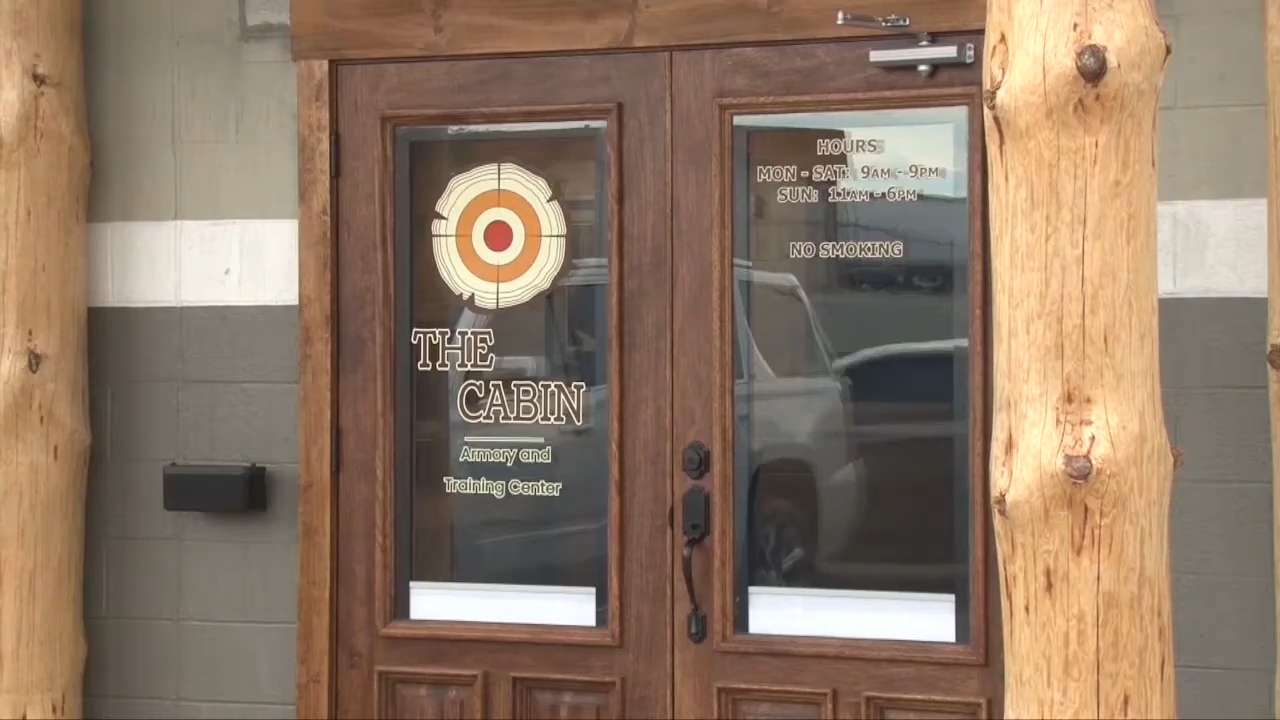 THE
CABIN
Armory and
Training Center
HOURS
MON - SAT: 9AM - 9PM
SUN: 11AM - 6PM
NO SMOKING